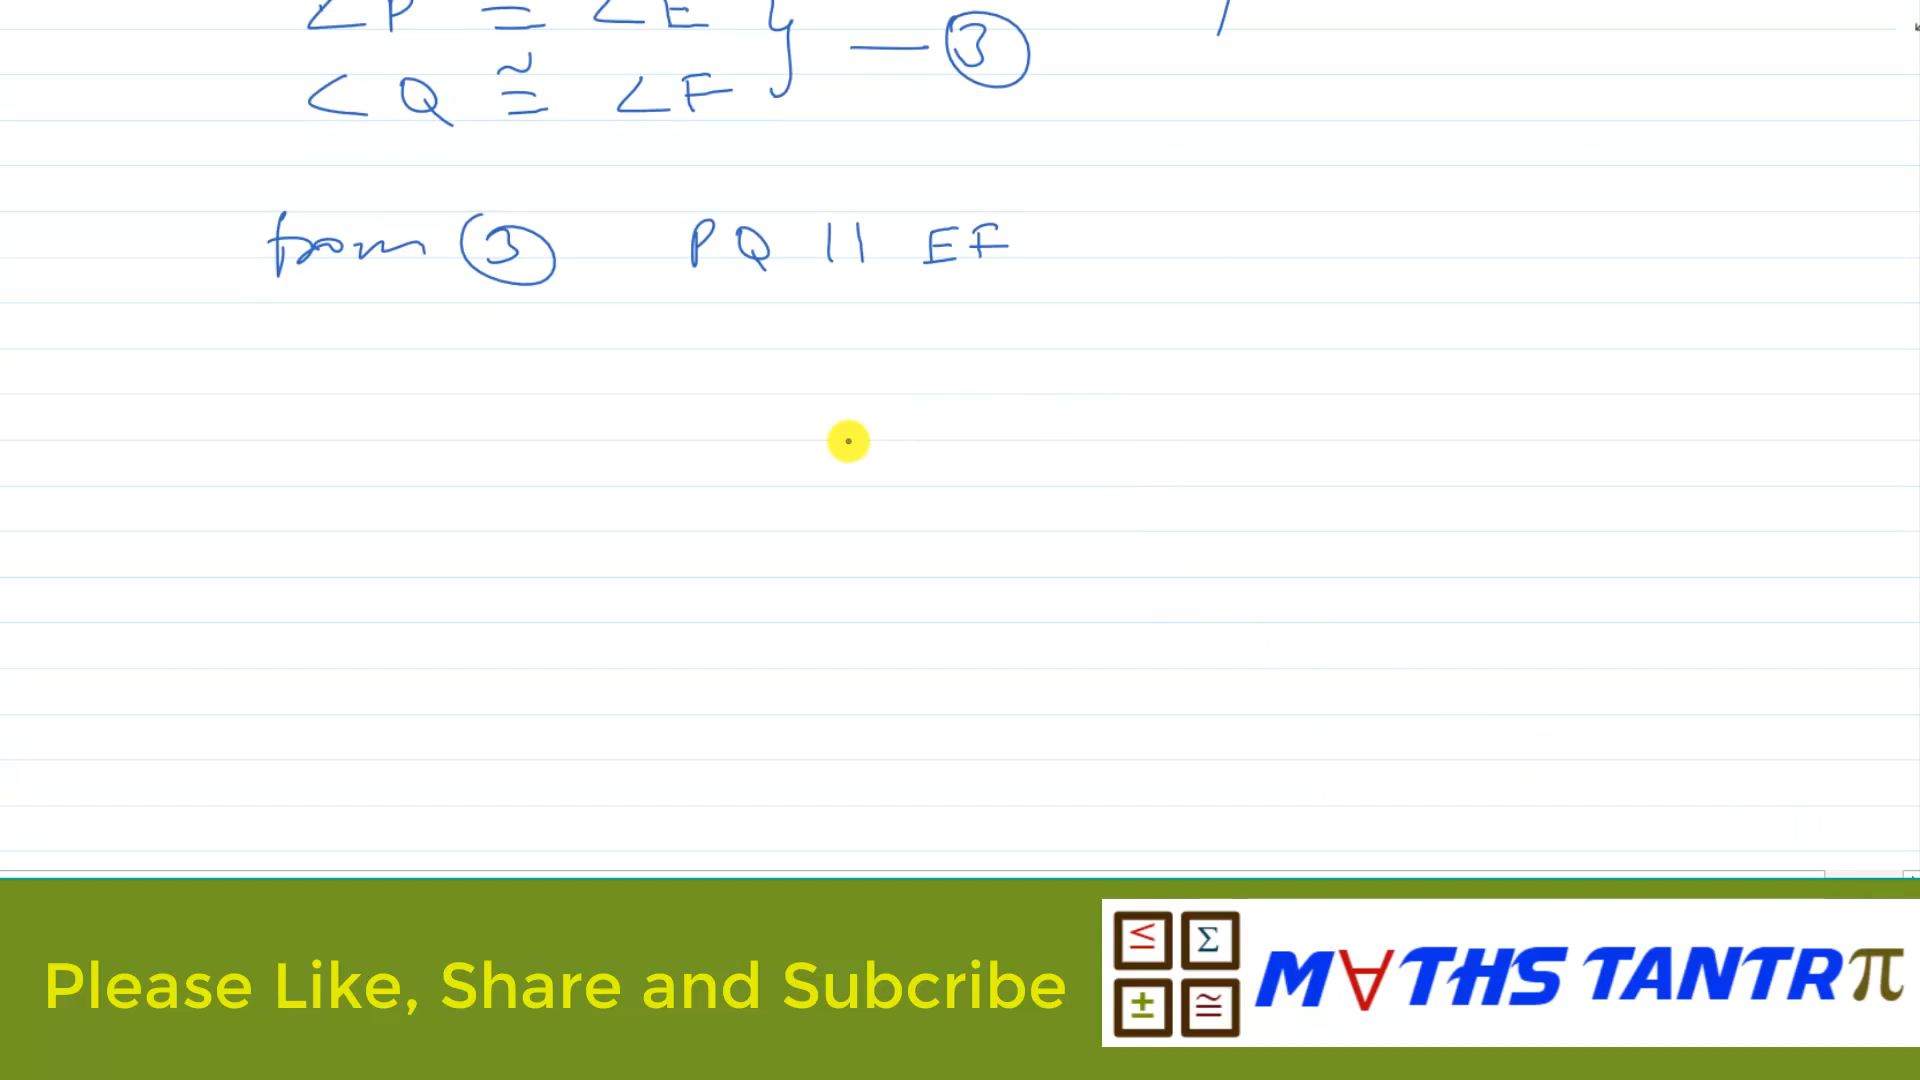 ∠P ≅ ∠E } — ③
∠Q ≅ ∠F
from ③ PQ || EF
Please Like, Share and Subcribe
≤ Σ
± ≅
M∀THS TANTRπ